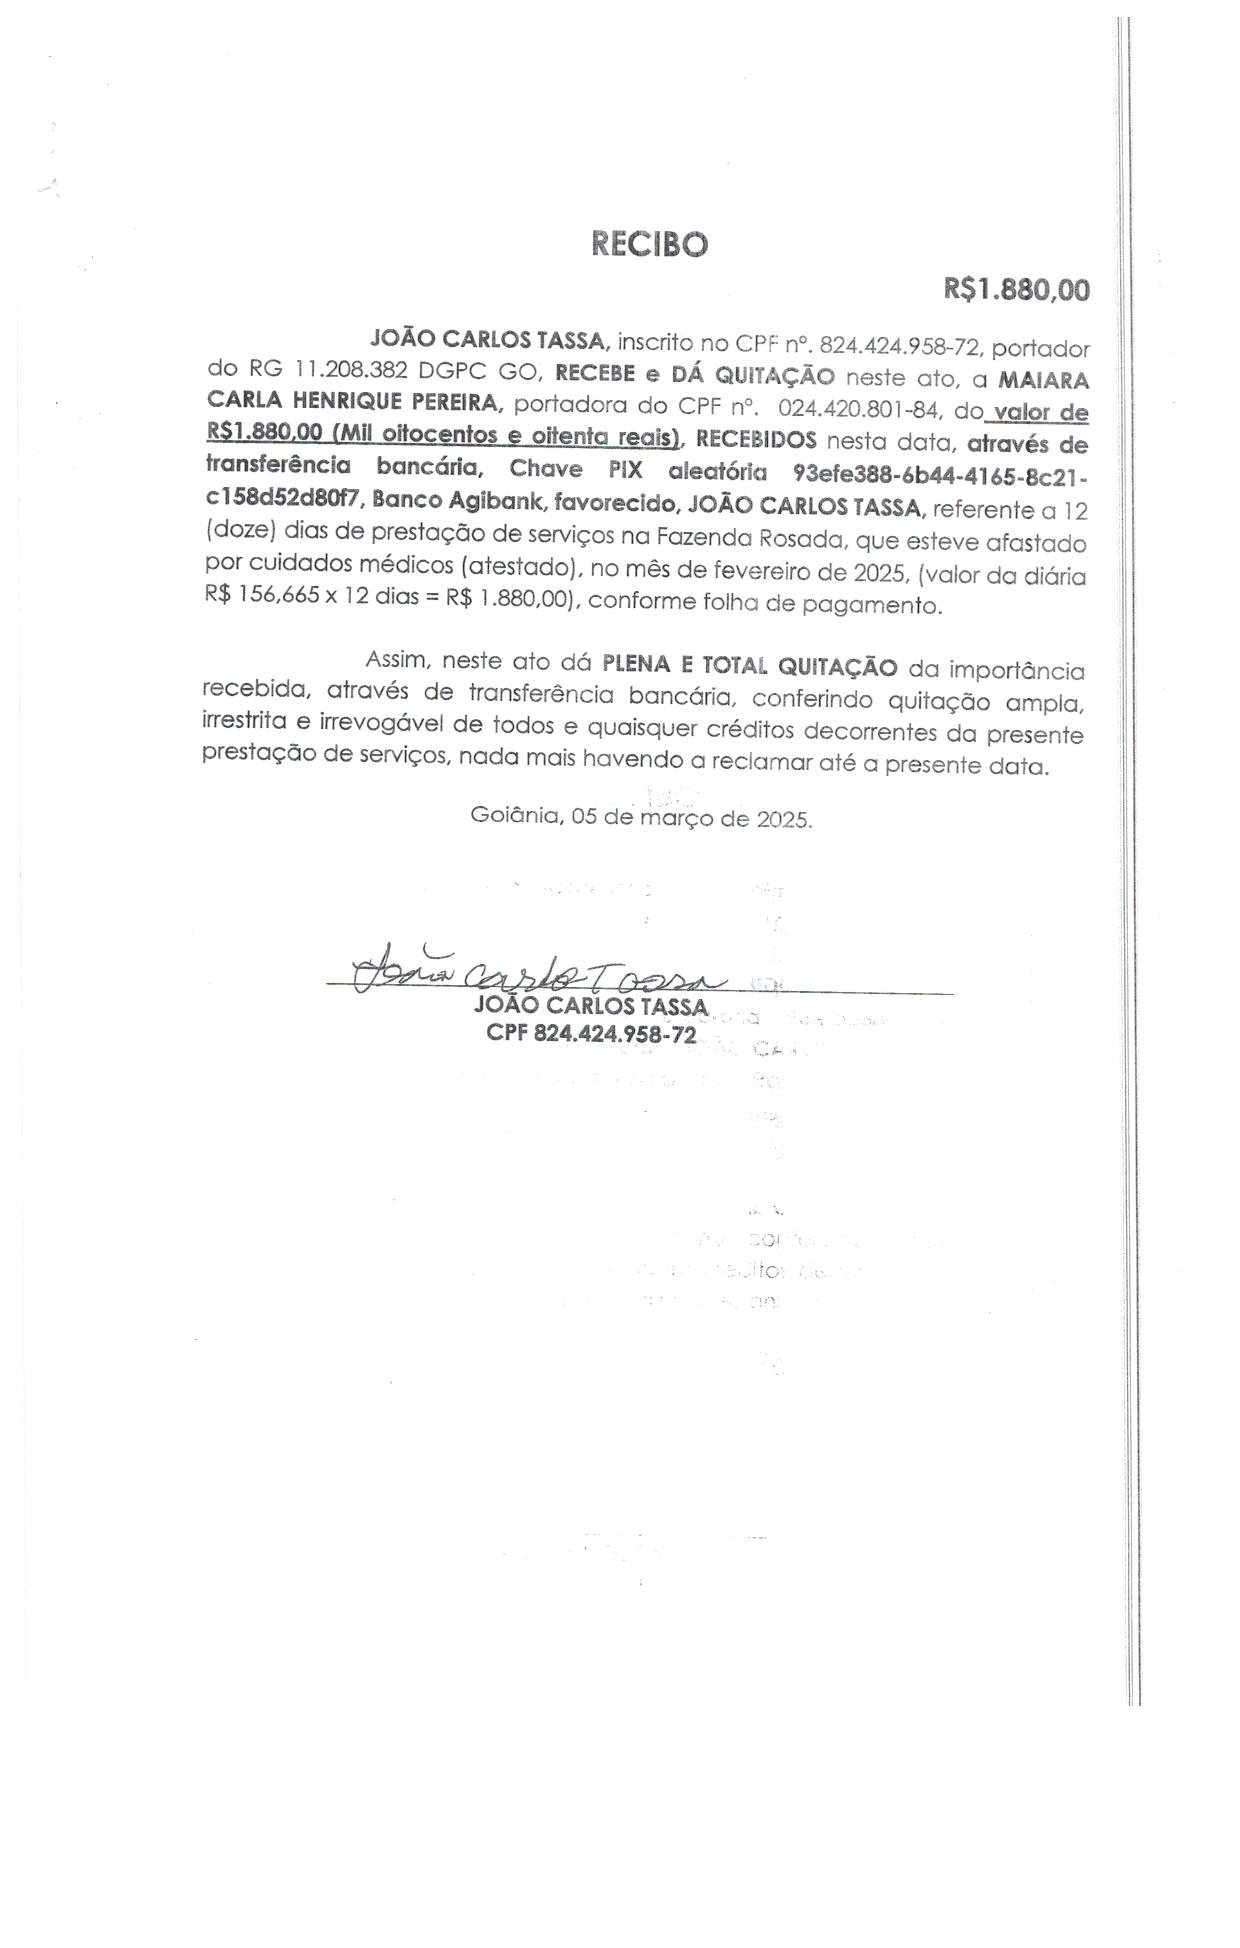 RECIBO
R$1.880,00
JOÃO CARLOS TASSA, inscrito no CPF nº. 824.424.958-72, portador
do RG 11.208.382 DGPC GO, RECEBE e DÁ QUITAÇÃO neste ato, a MAIARA
CARLA HENRIQUE PEREIRA, portadora do CPF nº. 024.420.801-84, do valor de
R$1.880,00 (Mil oitocentos e oitenta reais), RECEBIDOS nesta data, através de
transferência bancária, Chave PIX aleatória 93efe388-6b44-4165-8c21-
c158d52d80f7, Banco Agibank, favorecido, JOÃO CARLOS TASSA, referente a 12
(doze) dias de prestação de serviços na Fazenda Rosada, que esteve afastado
por cuidados médicos (atestado), no mês de fevereiro de 2025, (valor da diária
R$ 156,665 x 12 dias = R$ 1.880,00), conforme folha de pagamento.
Assim, neste ato dá PLENA E TOTAL QUITAÇÃO da importância
recebida, através de transferência bancária, conferindo quitação ampla,
irrestrita e irrevogável de todos e quaisquer créditos decorrentes da presente
prestação de serviços, nada mais havendo a reclamar até a presente data.
Goiânia, 05 de março de 2025.
João Carlos Tassa
JOÃO CARLOS TASSA
CPF 824.424.958-72